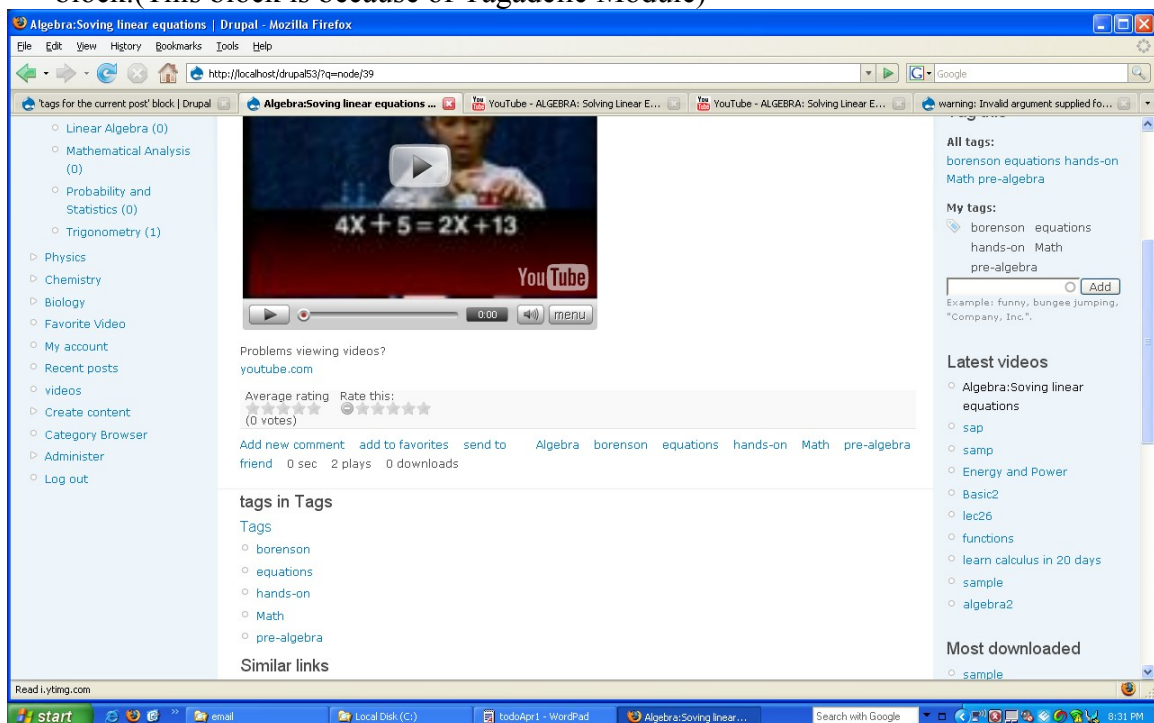 block.(This block is because of Tagadelic Module)
Algebra:Soving linear equations | Drupal - Mozilla Firefox
File Edit View History Bookmarks Tools Help
http://localhost/drupal53/?q=node/39
Google
'tags for the current post' block | Drupal
Algebra:Soving linear equations ...
YouTube - ALGEBRA: Solving Linear E...
YouTube - ALGEBRA: Solving Linear E...
warning: Invalid argument supplied fo...
Linear Algebra (0)
Mathematical Analysis
(0)
Probability and
Statistics (0)
Trigonometry (1)
Physics
Chemistry
Biology
Favorite Video
My account
Recent posts
videos
Create content
Category Browser
Administer
Log out
4X + 5 = 2X +13
YouTube
0:00 menu
Problems viewing videos?
youtube.com
Average rating Rate this:
(0 votes)
Add new comment add to favorites send to Algebra borenson equations hands-on Math pre-algebra
friend 0 sec 2 plays 0 downloads
tags in Tags
Tags
borenson
equations
hands-on
Math
pre-algebra
Similar links
All tags:
borenson equations hands-on
Math pre-algebra
My tags:
borenson equations
hands-on Math
pre-algebra
Add
Example: funny, bungee jumping,
"Company, Inc.".
Latest videos
Algebra:Soving linear
equations
sap
samp
Energy and Power
Basic2
lec26
functions
learn calculus in 20 days
sample
algebra2
Most downloaded
sample
Read i.ytimg.com
start
email
Local Disk (C:)
todoApr1 - WordPad
Algebra:Soving linear...
Search with Google
8:31 PM